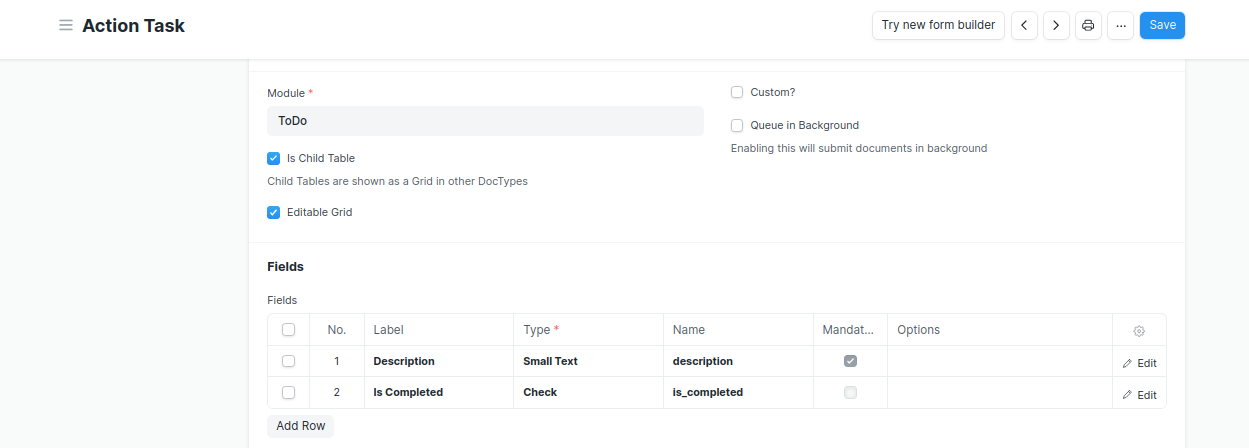 Action Task
Try new form builder
...
Save
Module *
ToDo
Custom?
Queue in Background
Enabling this will submit documents in background
Is Child Table
Child Tables are shown as a Grid in other DocTypes
Editable Grid
Fields
Fields
No. Label Type * Name Mandat... Options
1 Description Small Text description Edit
2 Is Completed Check is_completed Edit
Add Row